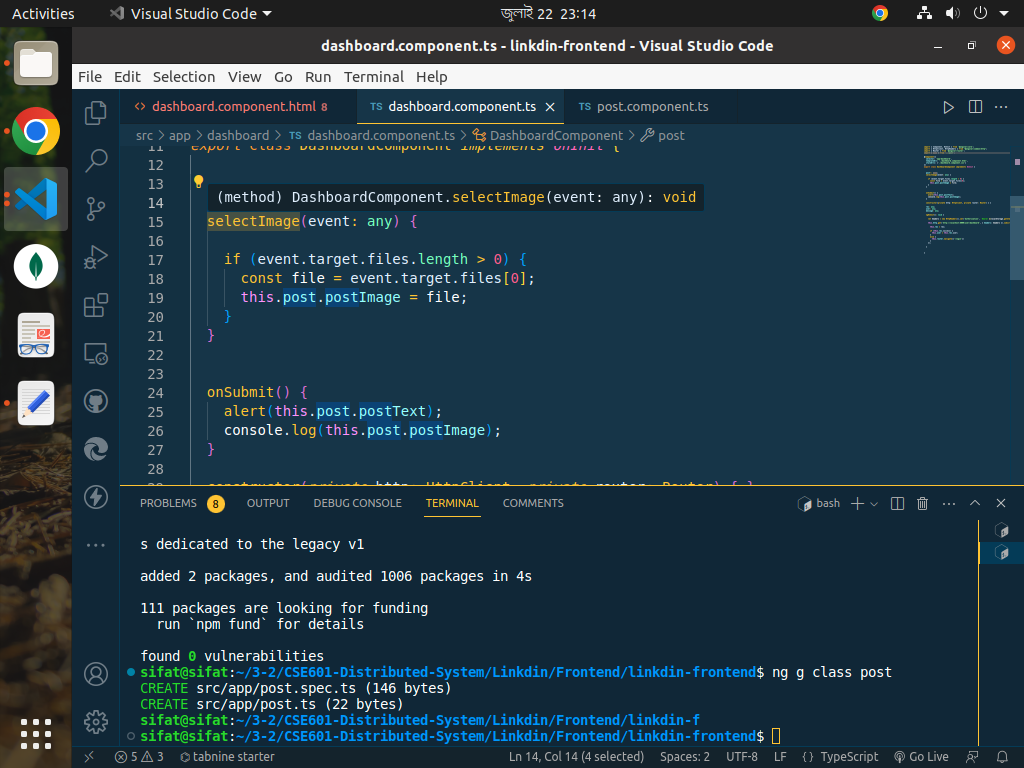 Activities
Visual Studio Code
জুলাই 22 23:14
dashboard.component.ts - linkdin-frontend - Visual Studio Code
File Edit Selection View Go Run Terminal Help
<> dashboard.component.html 8
TS dashboard.component.ts
TS post.component.ts
src > app > dashboard > TS dashboard.component.ts > DashboardComponent > post
11 export class DashboardComponent implements OnInit {
12
13
14 (method) DashboardComponent.selectImage(event: any): void
15 selectImage(event: any) {
16
17 if (event.target.files.length > 0) {
18 const file = event.target.files[0];
19 this.post.postImage = file;
20 }
21 }
22
23
24 onSubmit() {
25 alert(this.post.postText);
26 console.log(this.post.postImage);
27 }
28
29 constructor(private http: HttpClient, private router: Router) { }
PROBLEMS 8 OUTPUT DEBUG CONSOLE TERMINAL COMMENTS
bash
s dedicated to the legacy v1
added 2 packages, and audited 1006 packages in 4s
111 packages are looking for funding
run `npm fund` for details
found 0 vulnerabilities
sifat@sifat:~/3-2/CSE601-Distributed-System/Linkdin/Frontend/linkdin-frontend$ ng g class post
CREATE src/app/post.spec.ts (146 bytes)
CREATE src/app/post.ts (22 bytes)
sifat@sifat:~/3-2/CSE601-Distributed-System/Linkdin/Frontend/linkdin-f
sifat@sifat:~/3-2/CSE601-Distributed-System/Linkdin/Frontend/linkdin-frontend$
5 3 tabnine starter
Ln 14, Col 14 (4 selected) Spaces: 2 UTF-8 LF { } TypeScript Go Live